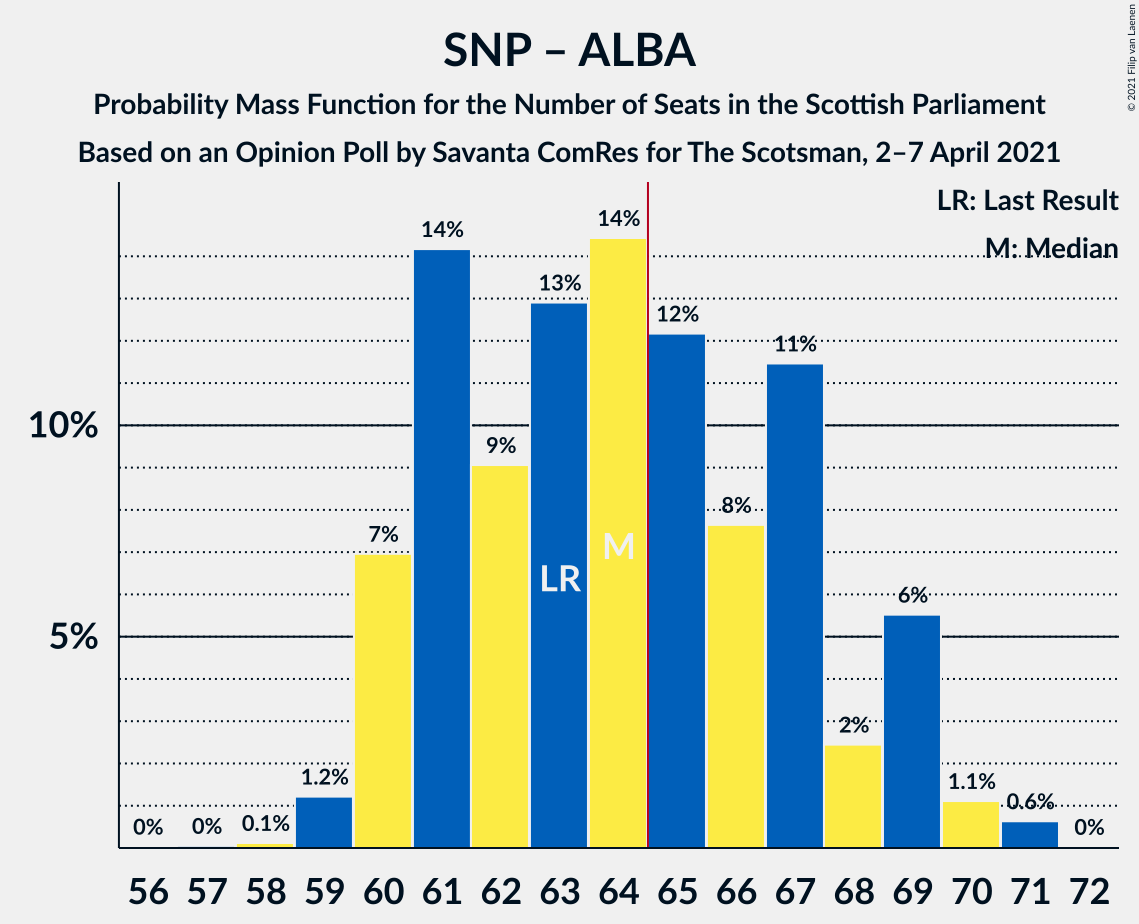 SNP – ALBA
Probability Mass Function for the Number of Seats in the Scottish Parliament
Based on an Opinion Poll by Savanta ComRes for The Scotsman, 2–7 April 2021
© 2021 Filip van Laenen
LR: Last Result
M: Median
10%
5%
0%
0%
0.1%
1.2%
7%
14%
9%
13%
14%
12%
8%
11%
2%
6%
1.1%
0.6%
0%
LR
M
56 57 58 59 60 61 62 63 64 65 66 67 68 69 70 71 72